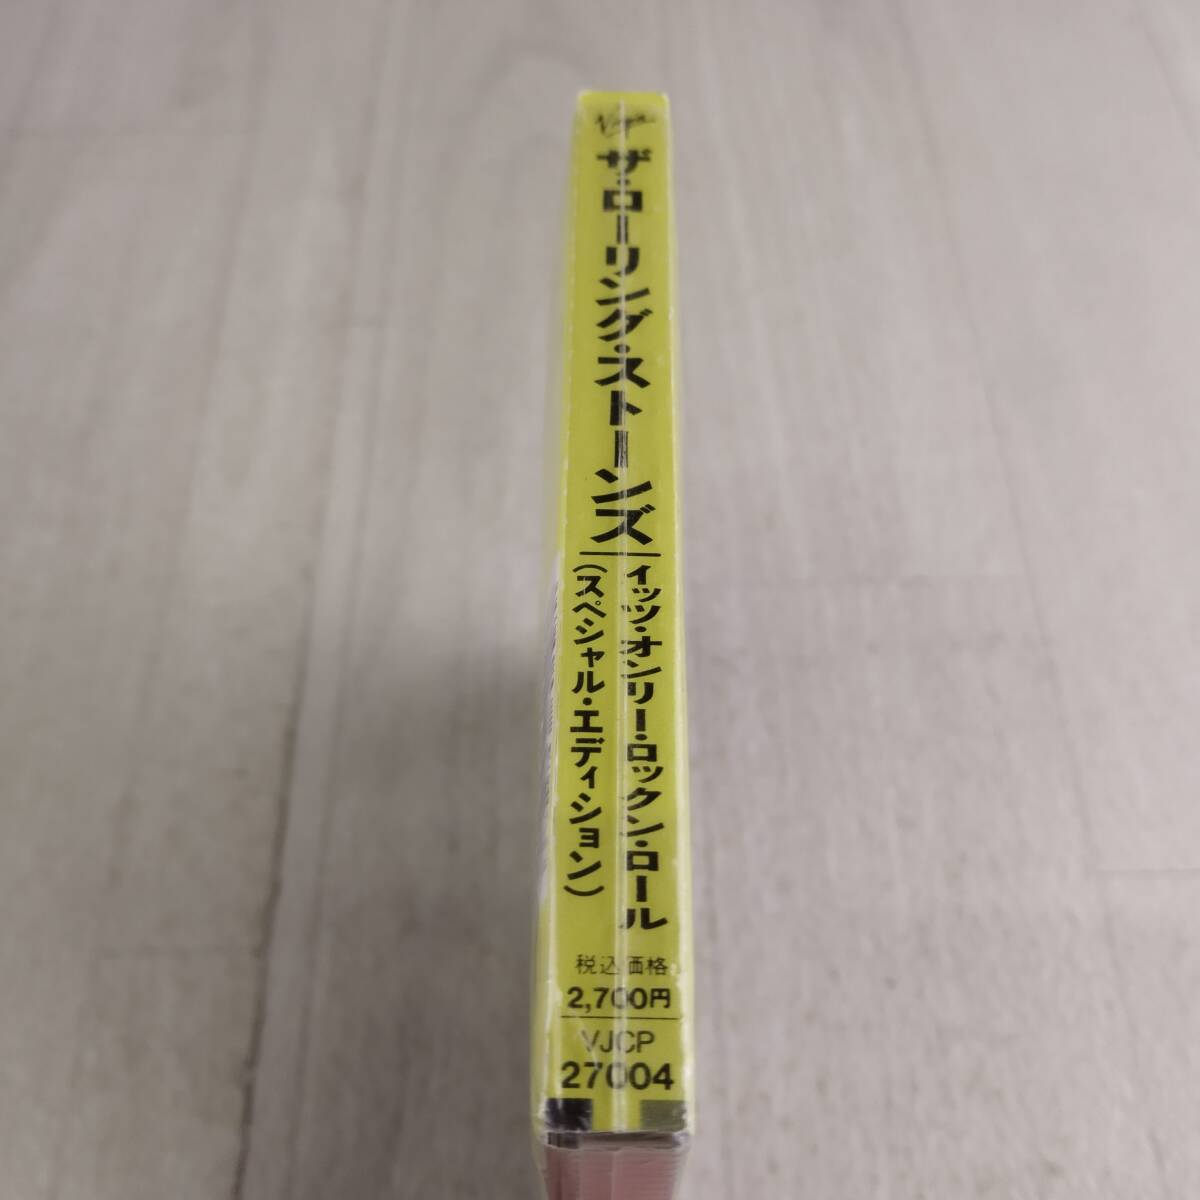 Virgin
ザ・ローリング・ストーンズ
イッツ・オンリー・ロックン・ロール
(スペシャル・エディション)
税込価格
2,700円
VJCP
27004